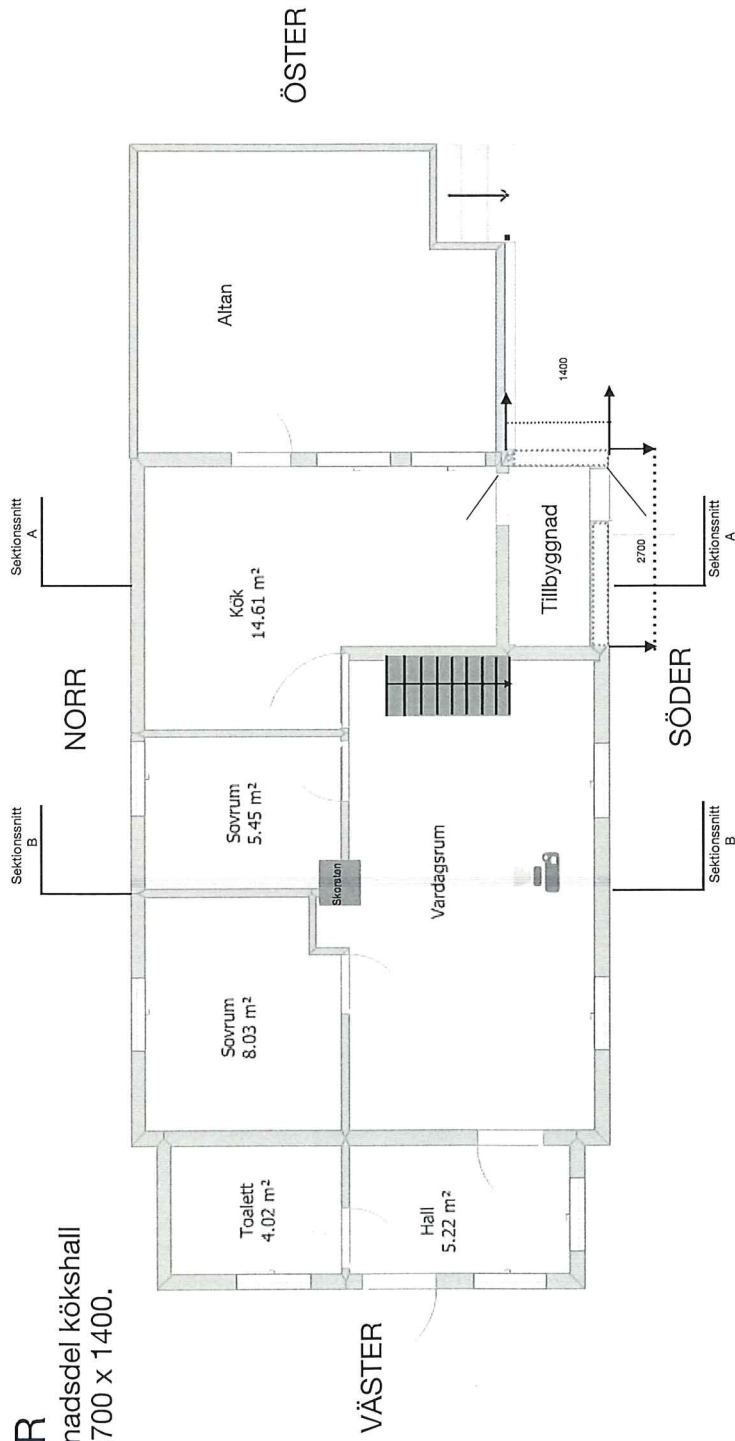 R
nadsdel kökshall
700 x 1400.
NORR
ÖSTER
VÄSTER
SÖDER
Sektionssnitt
B
Sektionssnitt
A
Toalett
4.02 m²
Sovrum
8.03 m²
Sovrum
5.45 m²
Kök
14.61 m²
Altan
Skorsten
Hall
5.22 m²
Vardagsrum
Tillbyggnad
1400
2700
Sektionssnitt
B
Sektionssnitt
A